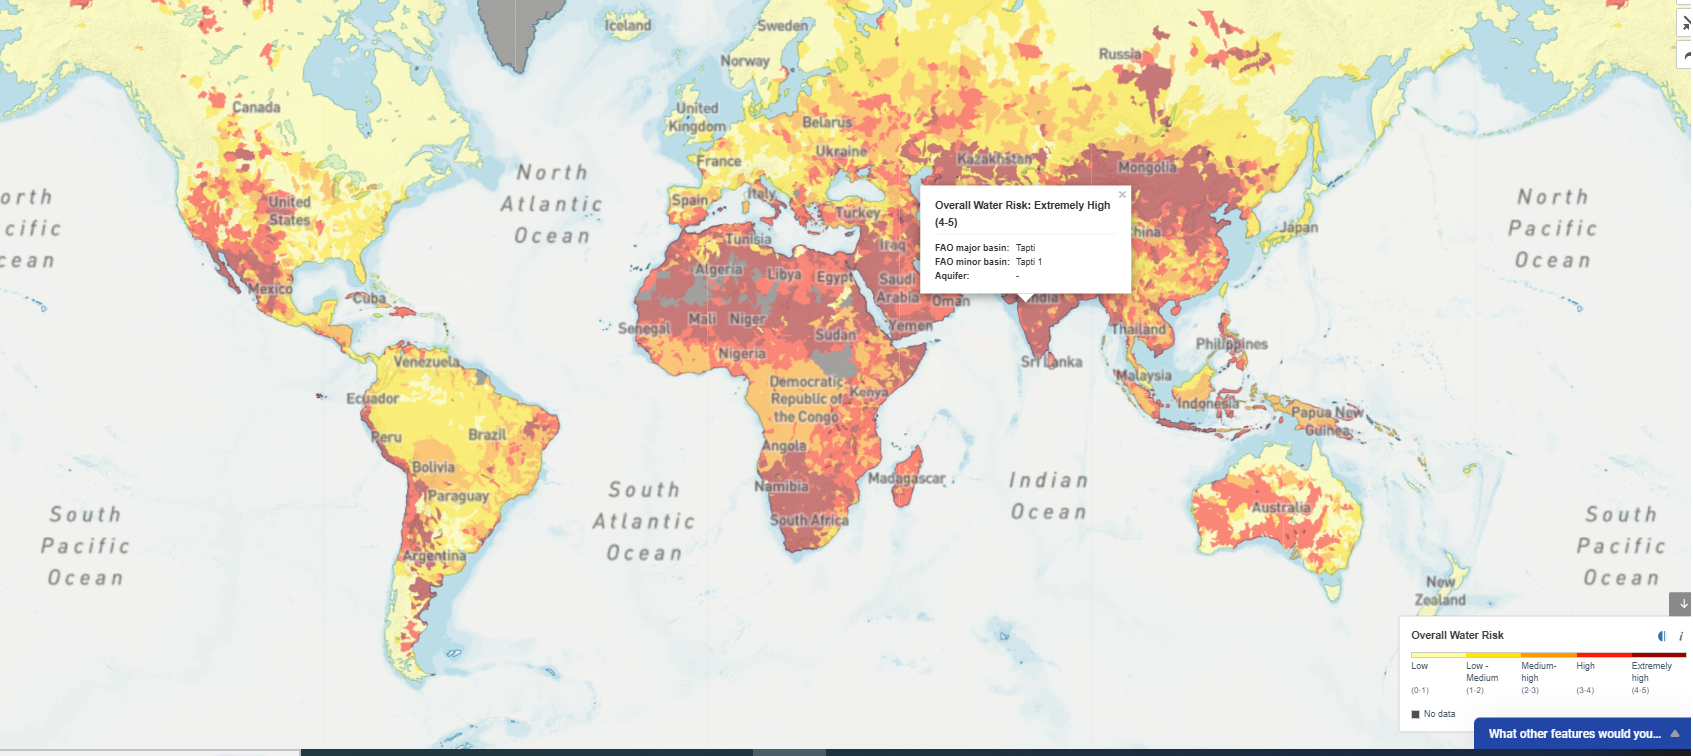 Iceland
Sweden
Norway
Russia
Canada
United
Kingdom
Belarus
Ukraine
France
Kazakhstan
Mongolia
North
Atlantic
Ocean
orth
cific
cean
North
Pacific
Ocean
United
States
Spain
Italy
Turkey
Overall Water Risk: Extremely High
(4-5)
×
FAO major basin: Tapti
FAO minor basin: Tapti 1
Aquifer: -
hina
Japan
Tunisia
Iraq
Algeria
Libya
Egypt
Saudi
Arabia
Oman
ndia
Mexico
Cuba
Senegal
Mali
Niger
Sudan
Yemen
Thailand
Philippines
Nigeria
Sri Lanka
Venezuela
Malaysia
Democratic
Republic of
the Congo
Kenya
Ecuador
Indonesia
Papua New
Guinea
Peru
Brazil
Angola
Bolivia
Namibia
Madagascar
Indian
Ocean
Paraguay
South
Atlantic
Ocean
South
Pacific
Ocean
South Africa
Australia
South
Pacific
Ocean
Argentina
New
Zealand
Overall Water Risk
i
Low
(0-1)
Low -
Medium
(1-2)
Medium-
high
(2-3)
High
(3-4)
Extremely
high
(4-5)
No data
What other features would you...